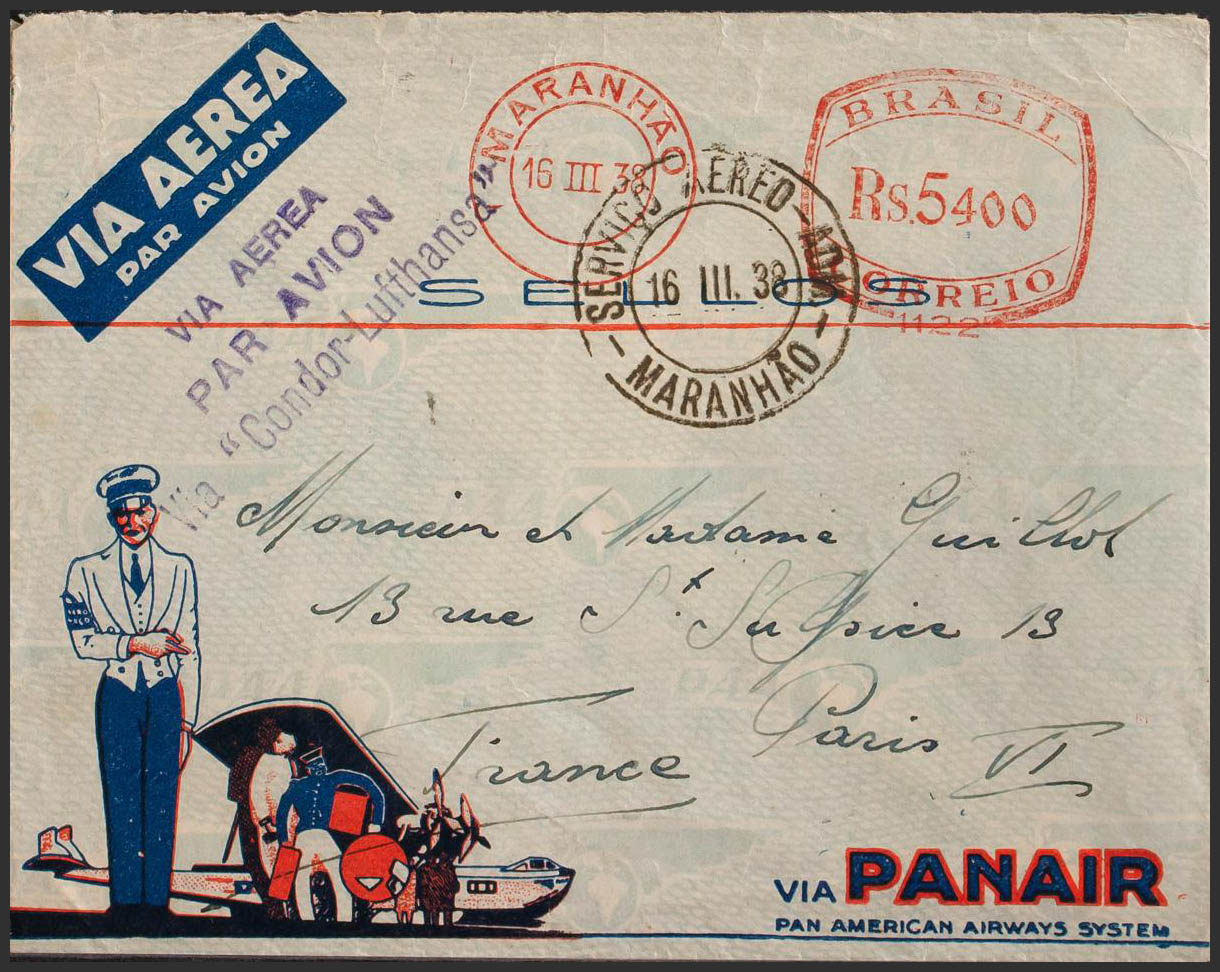 VIA AEREA
PAR AVION
VIA AEREA
PAR AVION
Via "Condor-Lufthansa"
MARANHÃO
16 III 38
SERVIÇO AEREO
16 III. 38
MARANHÃO
BRASIL
Rs.5400
CORREIO
1122
SELLOS
Monsieur et Madame
13 rue St. Sulpice 13
Paris VI
France
VIA PANAIR
PAN AMERICAN AIRWAYS SYSTEM